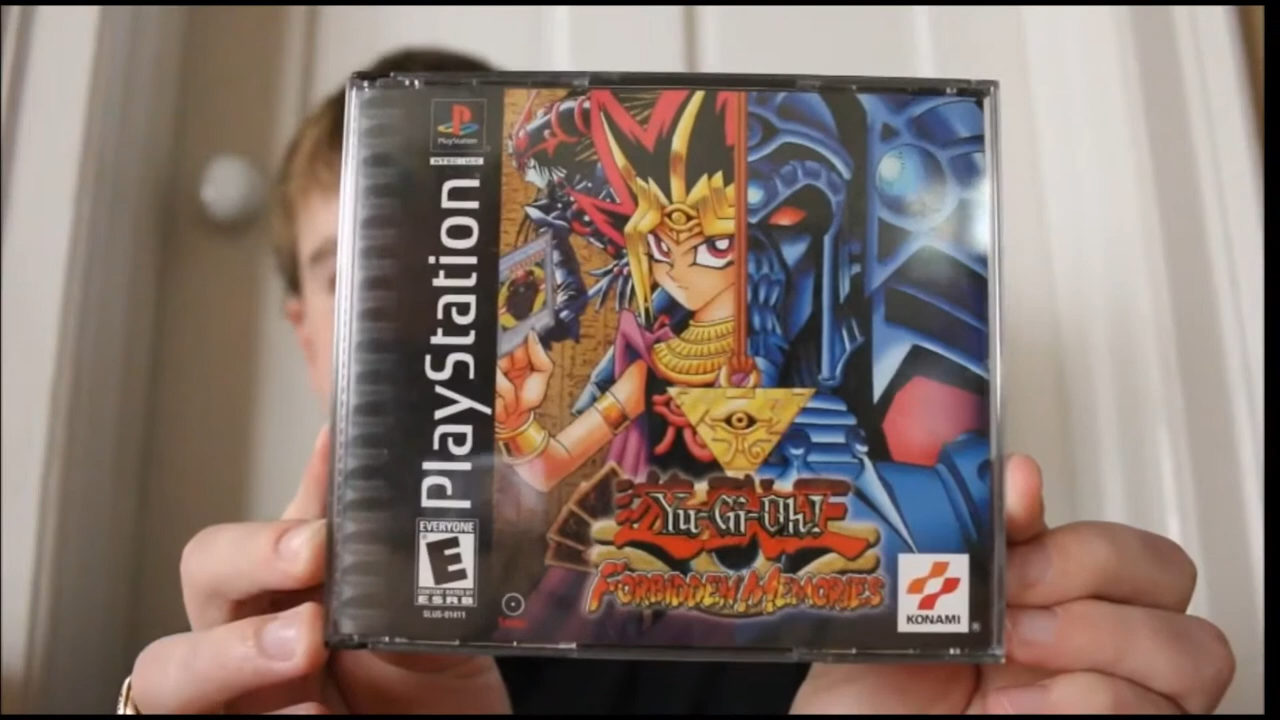 PlayStation
NTSC U/C
PlayStation
EVERYONE
E
CONTENT RATED BY
ESRB
SLUS-01411
Yu-Gi-Oh!
FORBIDDEN MEMORIES
KONAMI